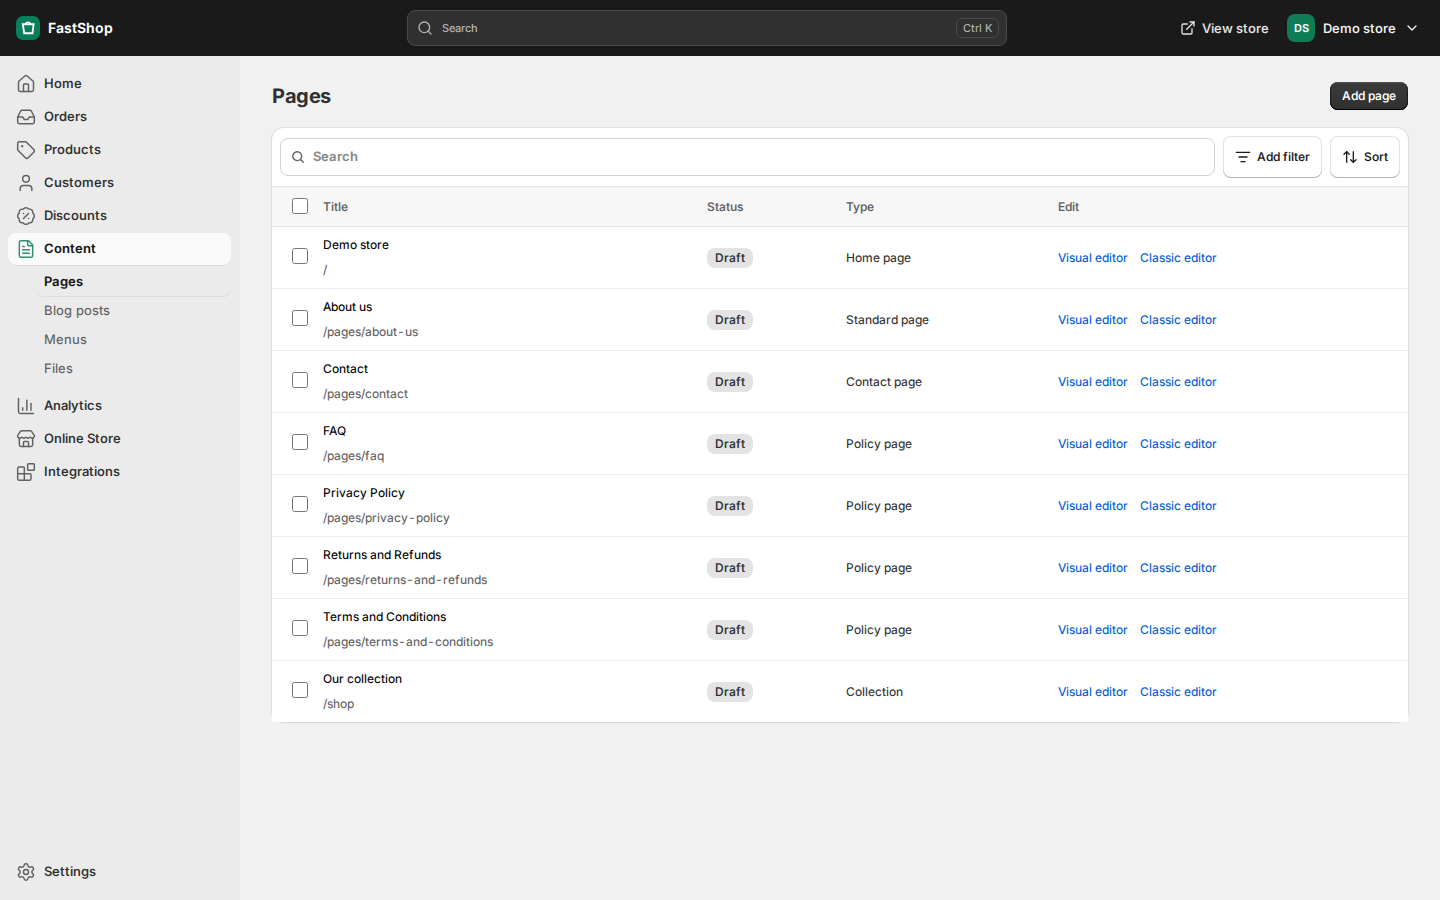 FastShop
Search
Ctrl K
View store
DS
Demo store
Home
Orders
Products
Customers
Discounts
Content
Pages
Blog posts
Menus
Files
Analytics
Online Store
Integrations
Settings
Pages
Add page
Search
Add filter
Sort
Title Status Type Edit
Demo store
/
Draft Home page Visual editor Classic editor
About us
/pages/about-us
Draft Standard page Visual editor Classic editor
Contact
/pages/contact
Draft Contact page Visual editor Classic editor
FAQ
/pages/faq
Draft Policy page Visual editor Classic editor
Privacy Policy
/pages/privacy-policy
Draft Policy page Visual editor Classic editor
Returns and Refunds
/pages/returns-and-refunds
Draft Policy page Visual editor Classic editor
Terms and Conditions
/pages/terms-and-conditions
Draft Policy page Visual editor Classic editor
Our collection
/shop
Draft Collection Visual editor Classic editor